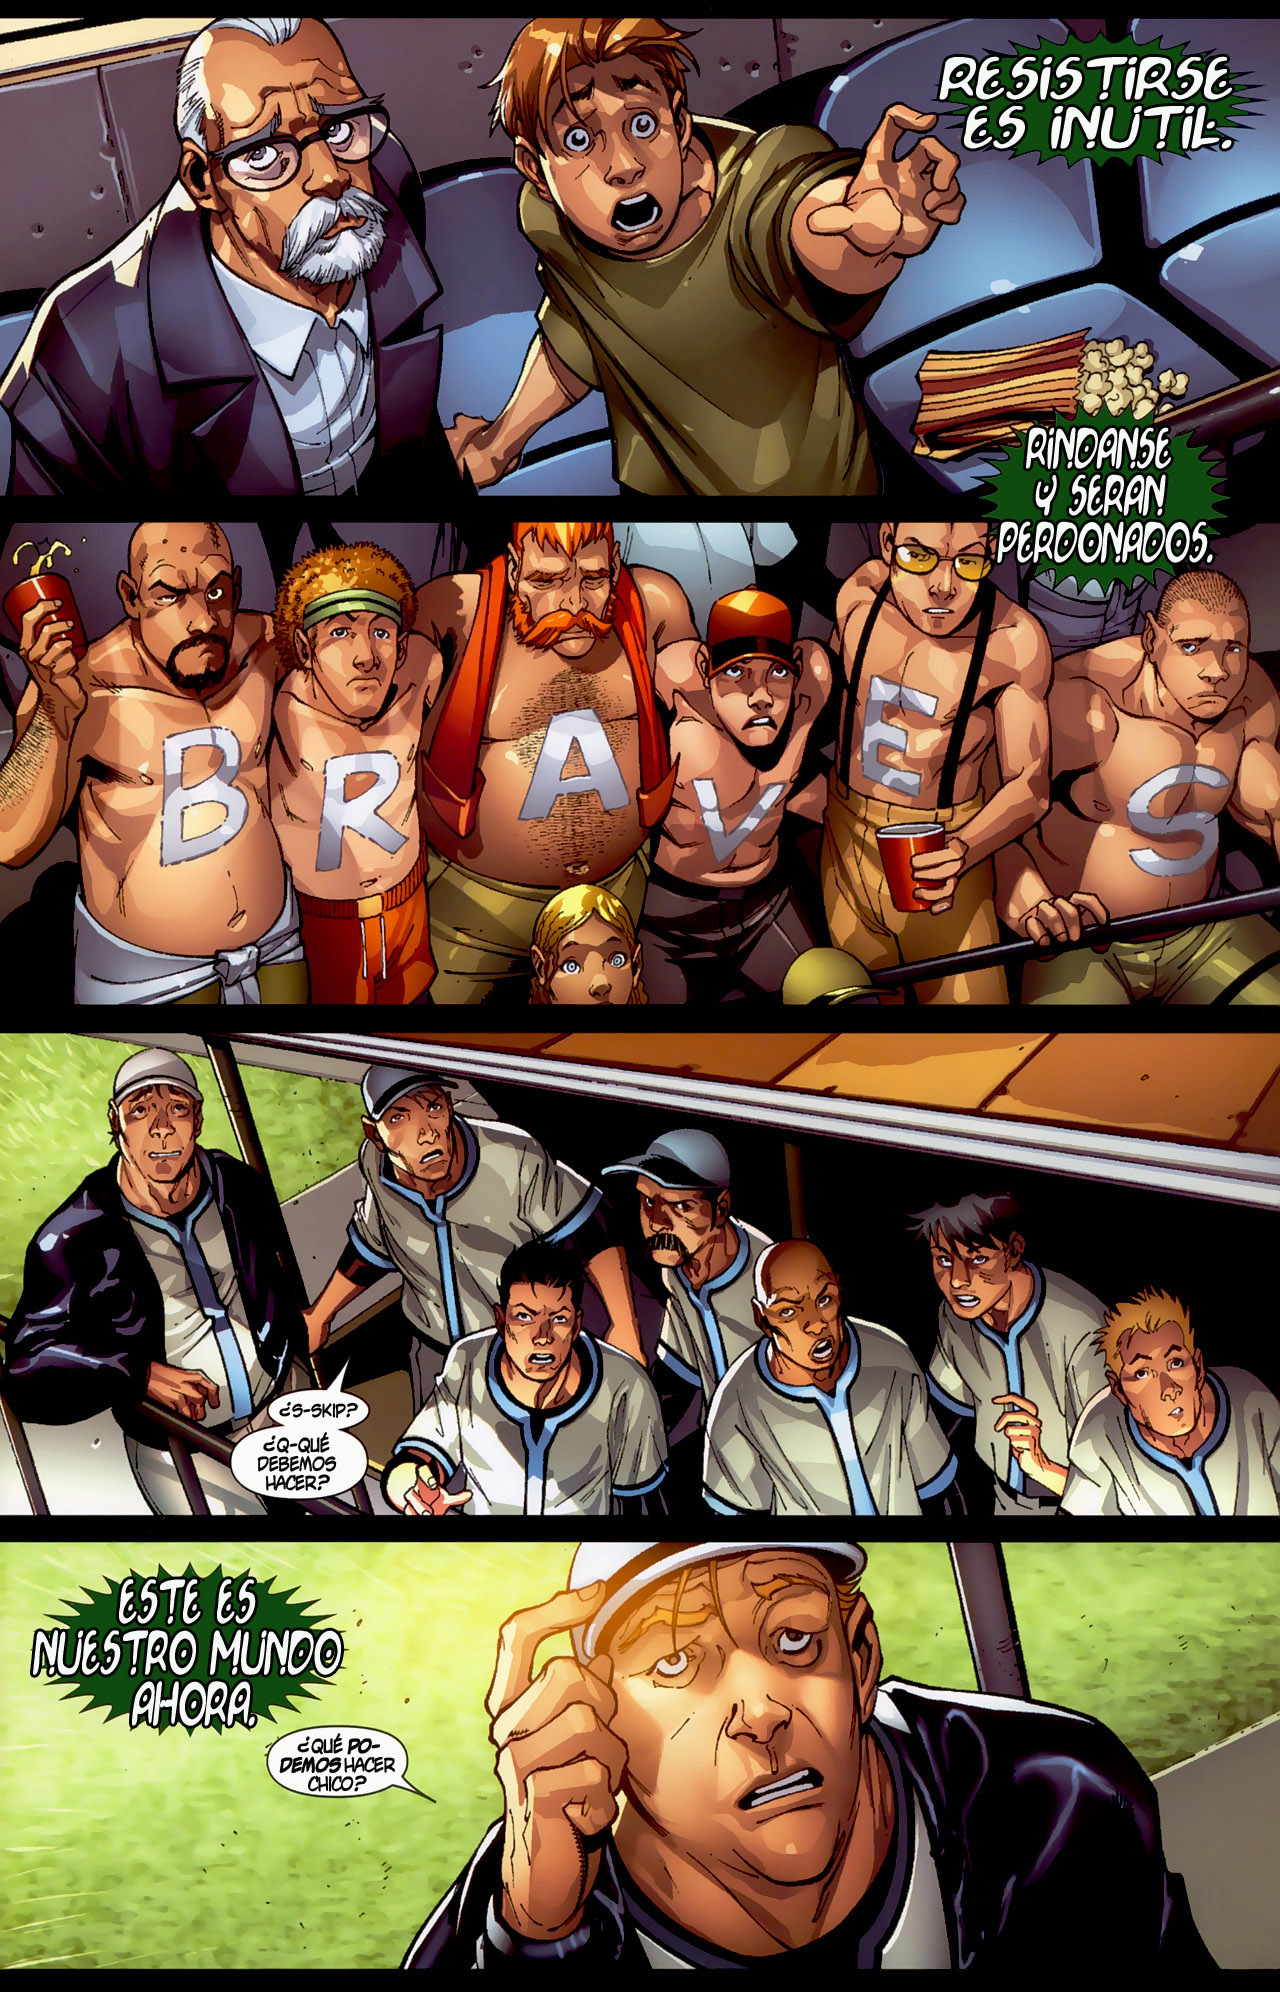 RESISTIRSE
ES INUTIL.
RINDANSE
Y SERAN
PERDONADOS.
B R A V E S
¿S-SKIP?
¿Q-QUÉ
DEBEMOS
HACER?
ESTE ES
NUESTRO MUNDO
AHORA.
¿QUÉ PO-
DEMOS HACER
CHICO?